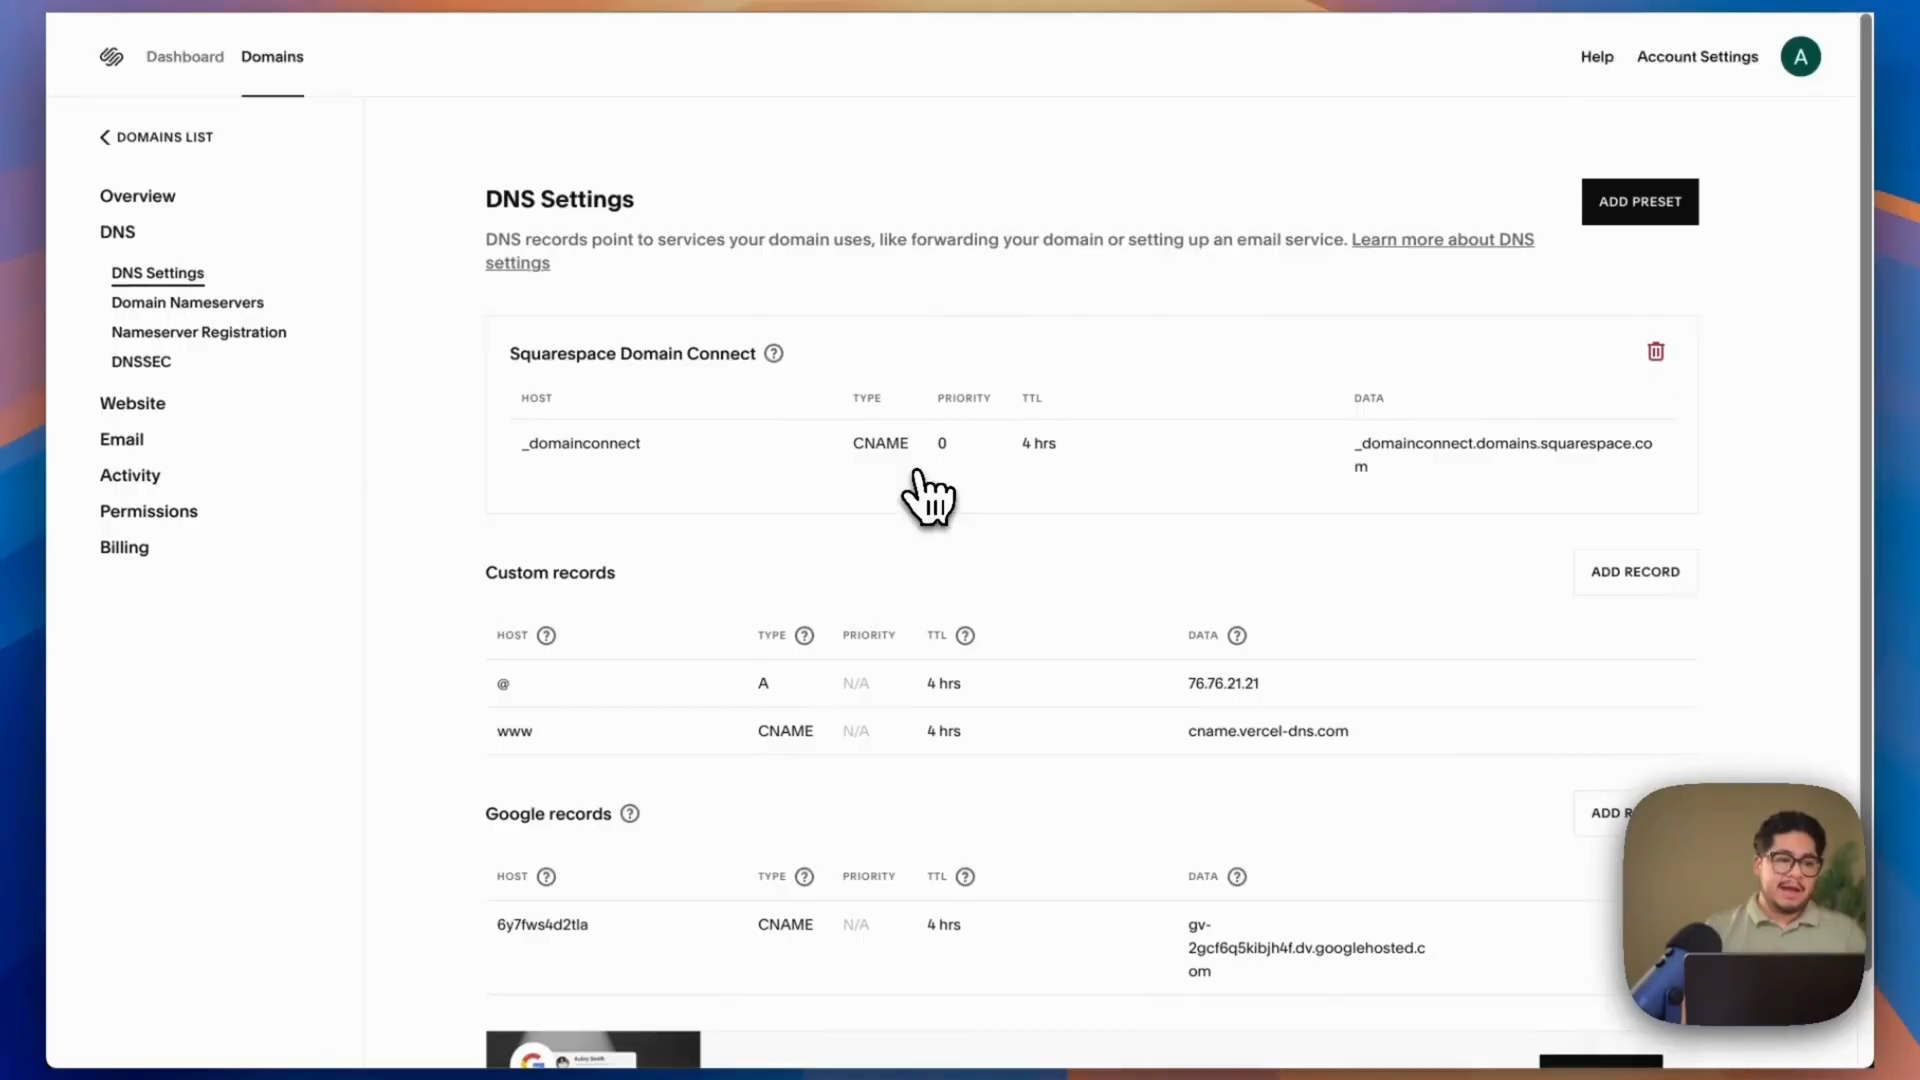 Dashboard Domains Help Account Settings A
DOMAINS LIST
Overview
DNS
DNS Settings
Domain Nameservers
Nameserver Registration
DNSSEC
Website
Email
Activity
Permissions
Billing
DNS Settings
ADD PRESET
DNS records point to services your domain uses, like forwarding your domain or setting up an email service. Learn more about DNS
settings
Squarespace Domain Connect ?
HOST TYPE PRIORITY TTL DATA
_domainconnect CNAME 0 4 hrs _domainconnect.domains.squarespace.co
m
Custom records ADD RECORD
HOST ? TYPE ? PRIORITY TTL ? DATA ?
@ A N/A 4 hrs 76.76.21.21
www CNAME N/A 4 hrs cname.vercel-dns.com
Google records ? ADD R
HOST ? TYPE ? PRIORITY TTL ? DATA ?
6y7fws4d2tla CNAME N/A 4 hrs gv-
2gcf6q5kibjh4f.dv.googlehosted.c
om